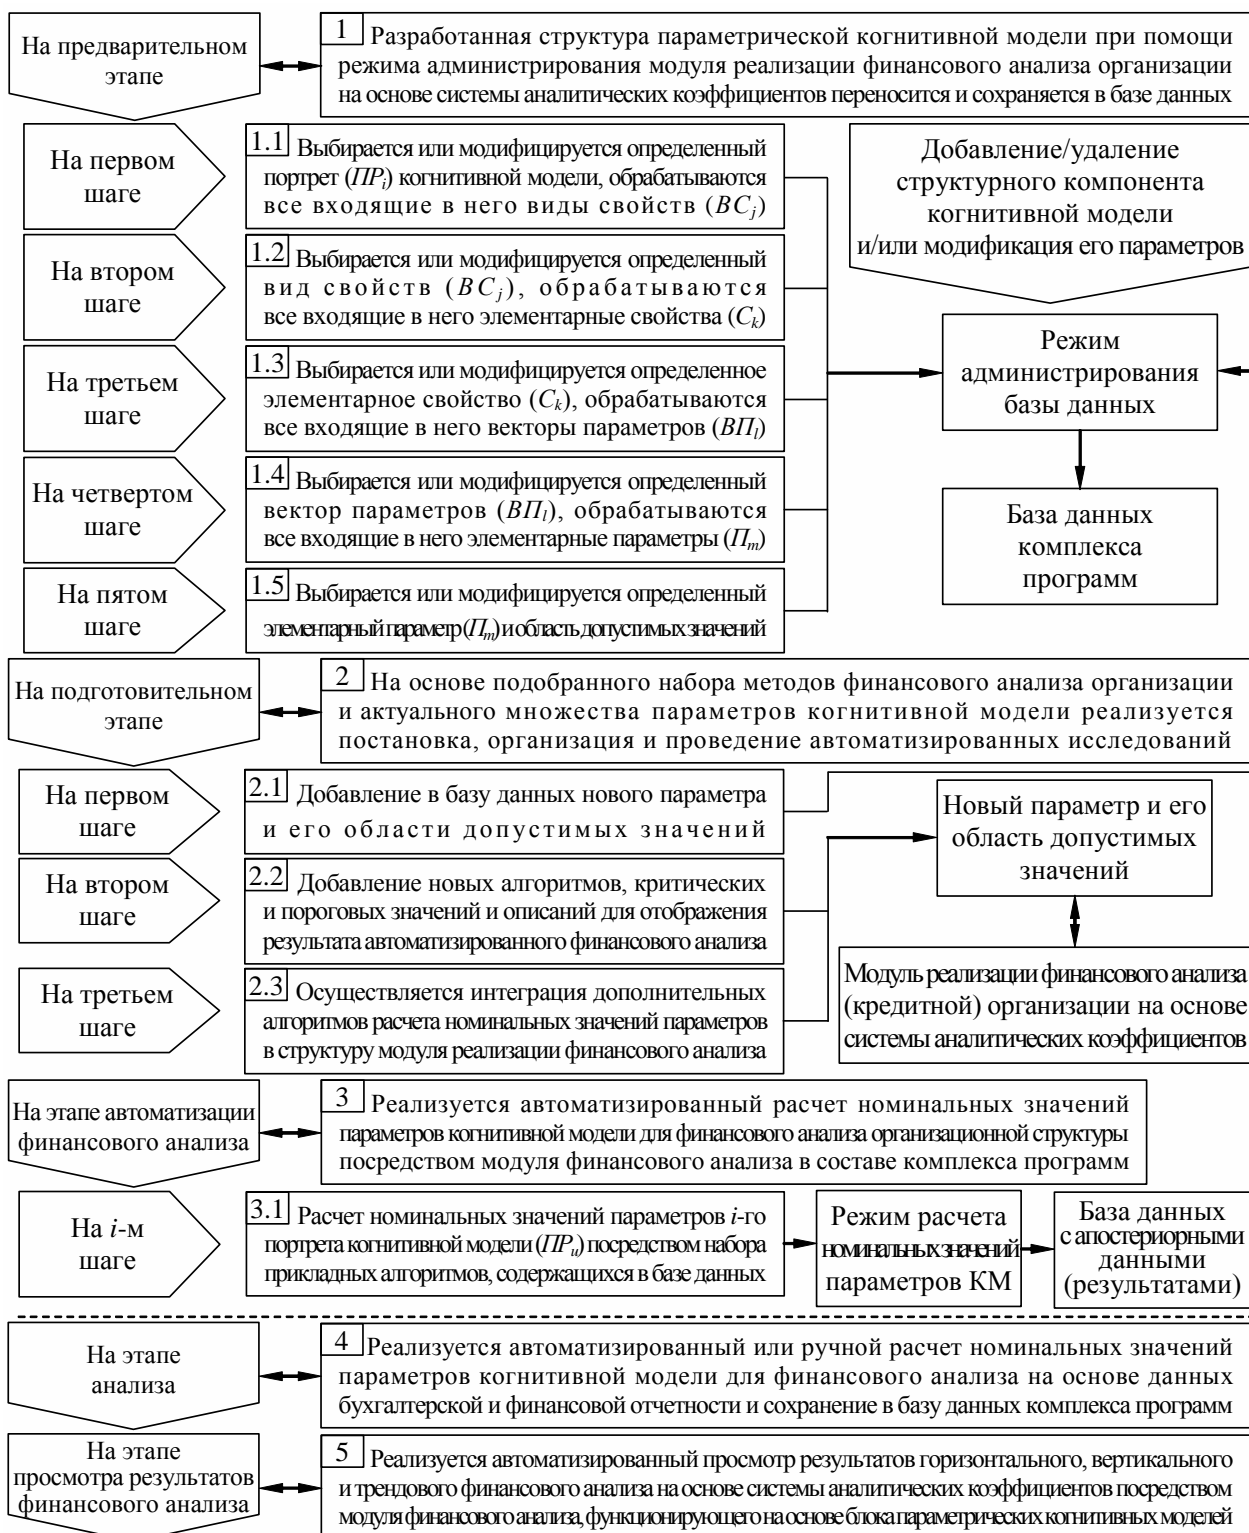 На предварительном
этапе
1 Разработанная структура параметрической когнитивной модели при помощи
режима администрирования модуля реализации финансового анализа организации
на основе системы аналитических коэффициентов переносится и сохраняется в базе данных
На первом
шаге
1.1 Выбирается или модифицируется определенный
портрет (ПРi) когнитивной модели, обрабатываются
все входящие в него виды свойств (ВСj)
Добавление/удаление
структурного компонента
когнитивной модели
и/или модификация его параметров
На втором
шаге
1.2 Выбирается или модифицируется определенный
вид свойств (ВСj), обрабатываются
все входящие в него элементарные свойства (Сk)
Режим
администрирования
базы данных
На третьем
шаге
1.3 Выбирается или модифицируется определенное
элементарное свойство (Сk), обрабатываются
все входящие в него векторы параметров (ВПl)
На четвертом
шаге
1.4 Выбирается или модифицируется определенный
вектор параметров (ВПl), обрабатываются
все входящие в него элементарные параметры (Пm)
База данных
комплекса
программ
На пятом
шаге
1.5 Выбирается или модифицируется определенный
элементарный параметр (Пm) и область допустимых значений
На подготовительном
этапе
2 На основе подобранного набора методов финансового анализа организации
и актуального множества параметров когнитивной модели реализуется
постановка, организация и проведение автоматизированных исследований
На первом
шаге
2.1 Добавление в базу данных нового параметра
и его области допустимых значений
Новый параметр и его
область допустимых
значений
На втором
шаге
2.2 Добавление новых алгоритмов, критических
и пороговых значений и описаний для отображения
результата автоматизированного финансового анализа
На третьем
шаге
2.3 Осуществляется интеграция дополнительных
алгоритмов расчета номинальных значений параметров
в структуру модуля реализации финансового анализа
Модуль реализации финансового анализа
(кредитной) организации на основе
системы аналитических коэффициентов
На этапе автоматизации
финансового анализа
3 Реализуется автоматизированный расчет номинальных значений
параметров когнитивной модели для финансового анализа организационной структуры
посредством модуля финансового анализа в составе комплекса программ
На i-м
шаге
3.1 Расчет номинальных значений параметров i-го
портрета когнитивной модели (ПРи) посредством набора
прикладных алгоритмов, содержащихся в базе данных
Режим расчета
номинальных значений
параметров КМ
База данных
с апостериорными
данными
(результатами)
На этапе
анализа
4 Реализуется автоматизированный или ручной расчет номинальных значений
параметров когнитивной модели для финансового анализа на основе данных
бухгалтерской и финансовой отчетности и сохранение в базу данных комплекса программ
На этапе
просмотра результатов
финансового анализа
5 Реализуется автоматизированный просмотр результатов горизонтального, вертикального
и трендового финансового анализа на основе системы аналитических коэффициентов посредством
модуля финансового анализа, функционирующего на основе блока параметрических когнитивных моделей